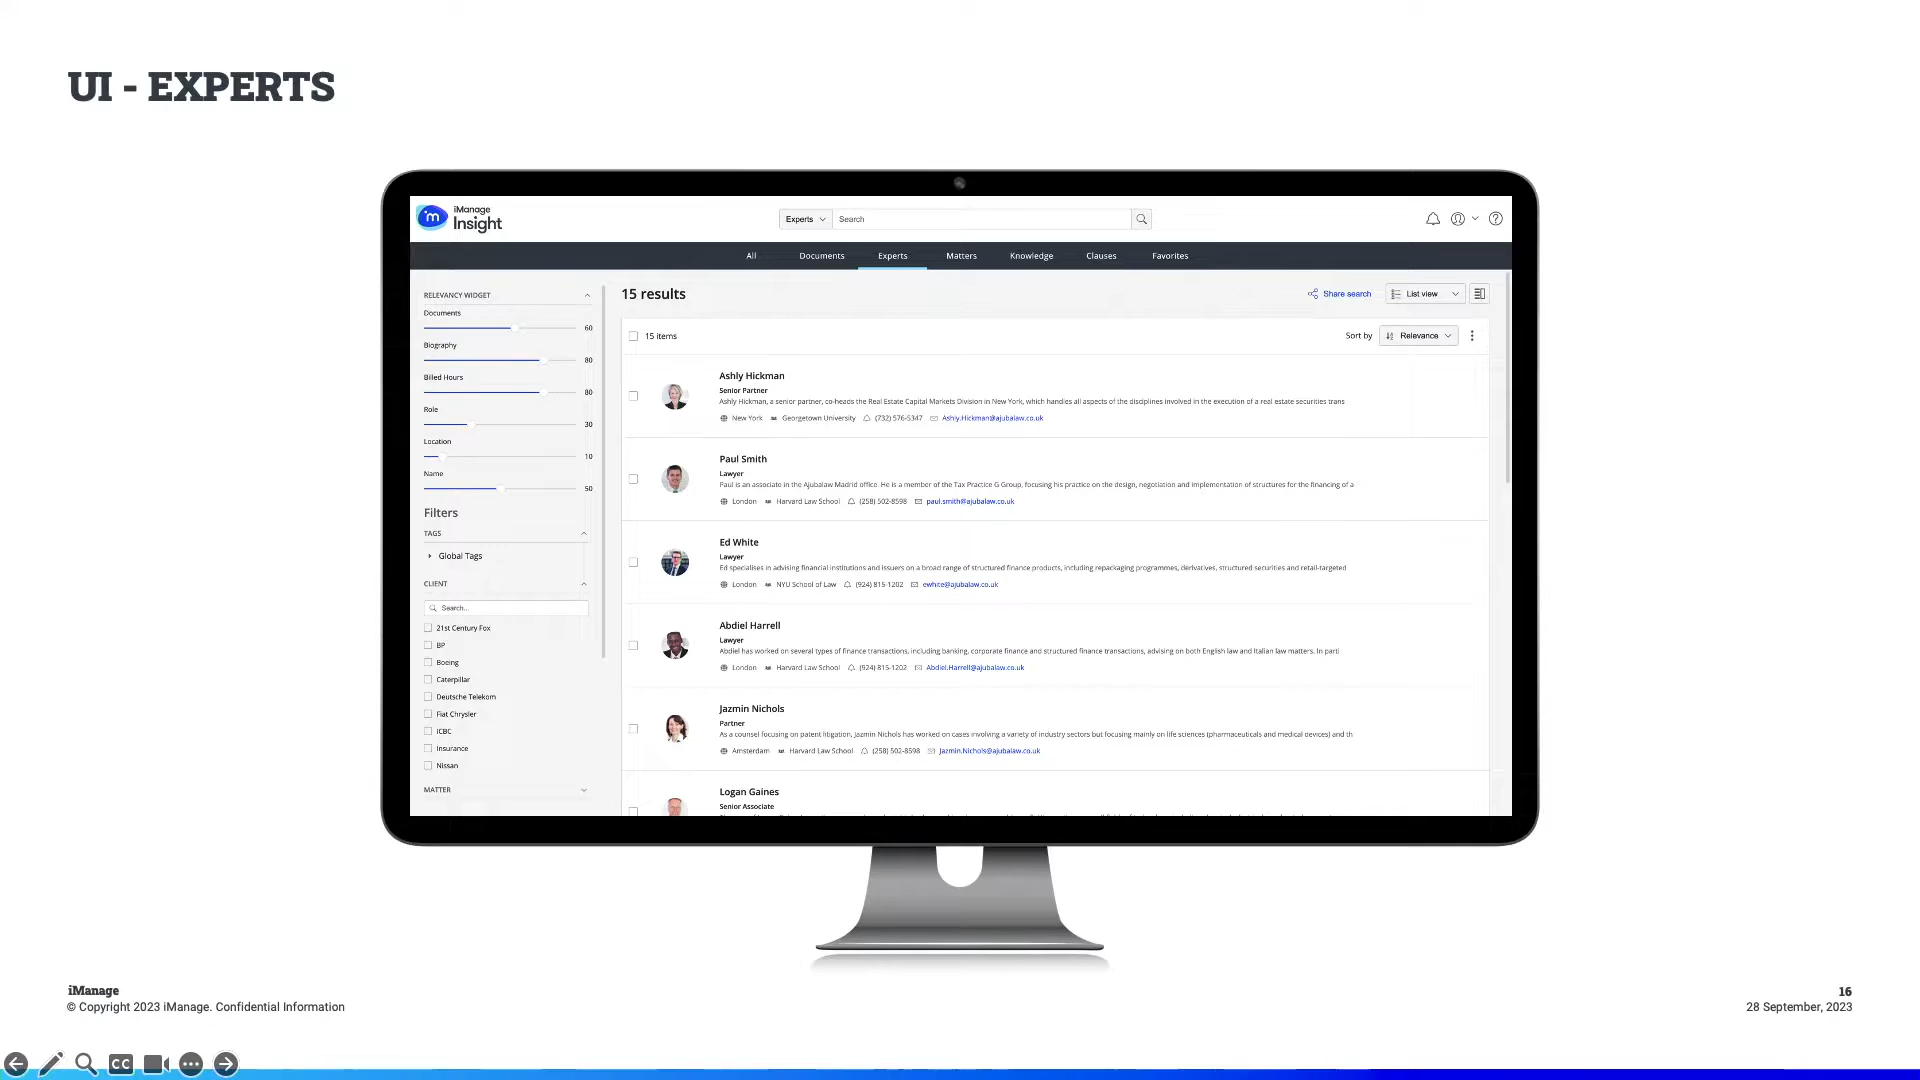 UI - EXPERTS
iManage
Insight
Experts
Search
All
Documents
Experts
Matters
Knowledge
Clauses
Favorites
RELEVANCY WIDGET
Documents
60
Biography
80
Billed Hours
80
Role
30
Location
10
Name
50
Filters
TAGS
Global Tags
CLIENT
Search...
21st Century Fox
BP
Boeing
Caterpillar
Deutsche Telekom
Fiat Chrysler
ICBC
Insurance
Nissan
MATTER
15 results
Share search
List view
15 items
Sort by
Relevance
Ashly Hickman
Senior Partner
Ashly Hickman, a senior partner, co-heads the Real Estate Capital Markets Division in New York, which handles all aspects of the disciplines involved in the execution of a real estate securities trans
New York Georgetown University (732) 576-5347 Ashly.Hickman@ajubalaw.co.uk
Paul Smith
Lawyer
Paul is an associate in the Ajubalaw Madrid office. He is a member of the Tax Practice G Group, focusing his practice on the design, negotiation and implementation of structures for the financing of a
London Harvard Law School (258) 502-8598 paul.smith@ajubalaw.co.uk
Ed White
Lawyer
Ed specialises in advising financial institutions and issuers on a broad range of structured finance products, including repackaging programmes, derivatives, structured securities and retail-targeted
London NYU School of Law (924) 815-1202 ewhite@ajubalaw.co.uk
Abdiel Harrell
Lawyer
Abdiel has worked on several types of finance transactions, including banking, corporate finance and structured finance transactions, advising on both English law and Italian law matters. In parti
London Harvard Law School (924) 815-1202 Abdiel.Harrell@ajubalaw.co.uk
Jazmin Nichols
Partner
As a counsel focusing on patent litigation, Jazmin Nichols has worked on cases involving a variety of industry sectors but focusing mainly on life sciences (pharmaceuticals and medical devices) and th
Amsterdam Harvard Law School (258) 502-8598 Jazmin.Nichols@ajubalaw.co.uk
Logan Gaines
Senior Associate
iManage
© Copyright 2023 iManage. Confidential Information
16
28 September, 2023
CC